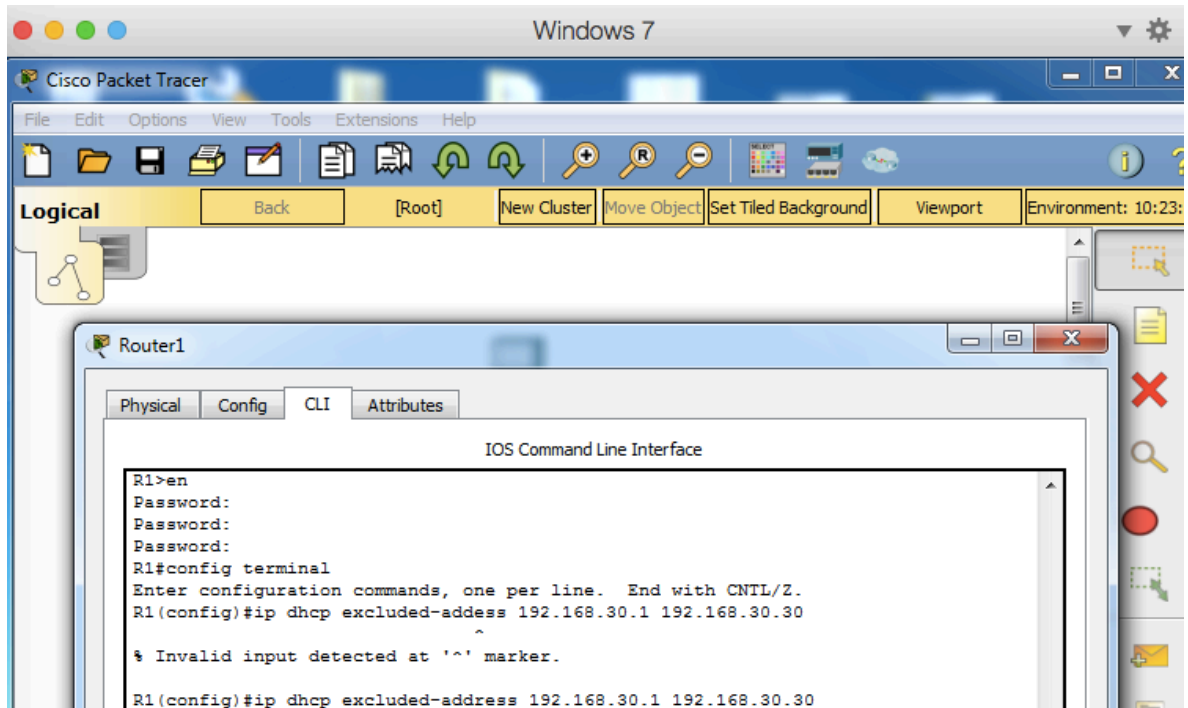 Windows 7
Cisco Packet Tracer
File Edit Options View Tools Extensions Help
Logical Back [Root] New Cluster Move Object Set Tiled Background Viewport Environment: 10:23:
Router1
Physical Config CLI Attributes
IOS Command Line Interface
R1>en
Password:
Password:
Password:
R1#config terminal
Enter configuration commands, one per line.  End with CNTL/Z.
R1(config)#ip dhcp excluded-addess 192.168.30.1 192.168.30.30
^
% Invalid input detected at '^' marker.
R1(config)#ip dhcp excluded-address 192.168.30.1 192.168.30.30